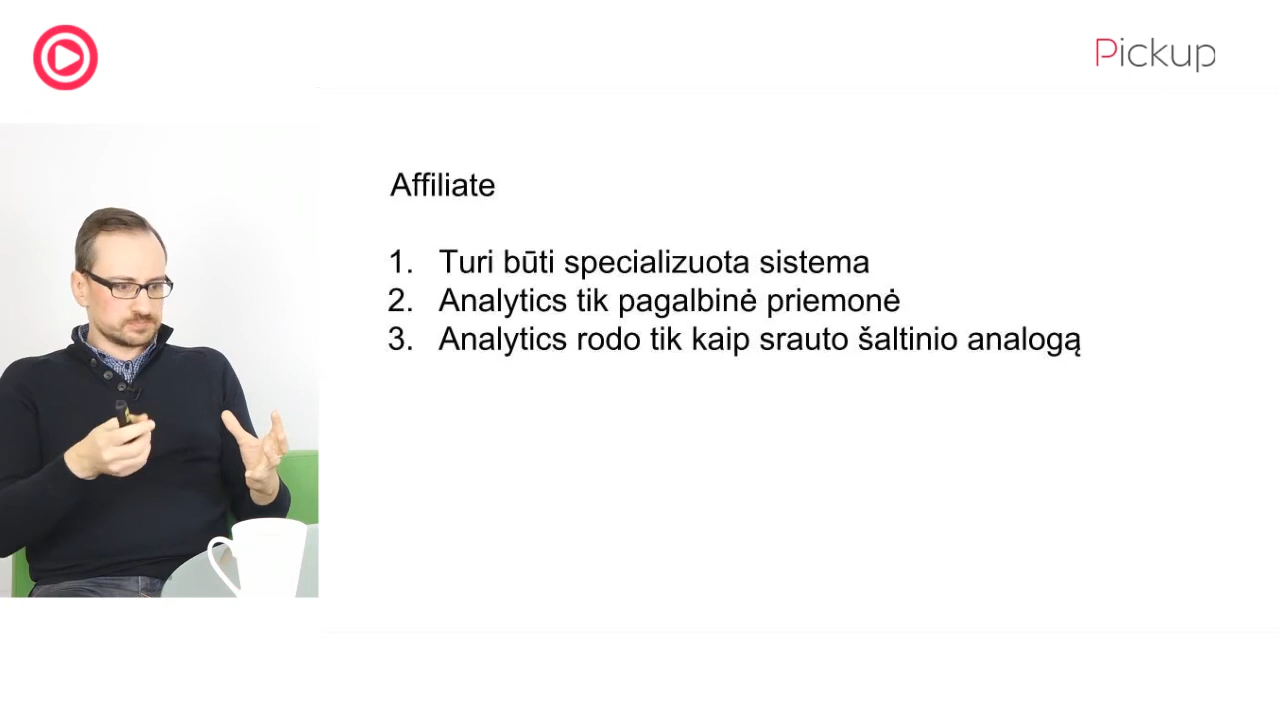 Pickup
Affiliate
1. Turi būti specializuota sistema
2. Analytics tik pagalbinė priemonė
3. Analytics rodo tik kaip srauto šaltinio analogą